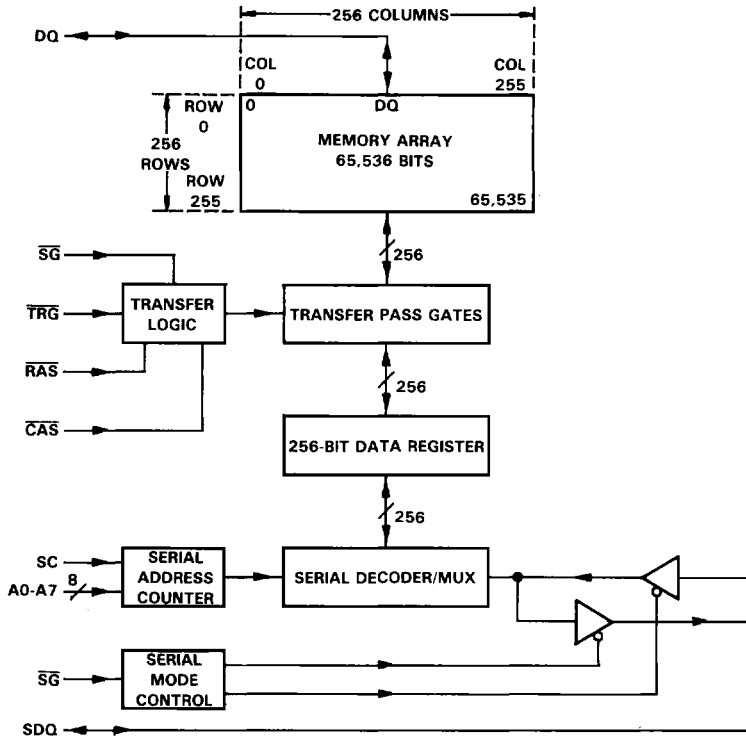 256 COLUMNS
DQ
COL
0
COL
255
ROW
0
0
DQ
MEMORY ARRAY
65,536 BITS
256
ROWS
ROW
255
65,535
256
SG
TRG
RAS
CAS
TRANSFER
LOGIC
TRANSFER PASS GATES
256
256-BIT DATA REGISTER
256
SC
A0-A7
8
SERIAL
ADDRESS
COUNTER
SERIAL DECODER/MUX
SG
SERIAL
MODE
CONTROL
SDQ